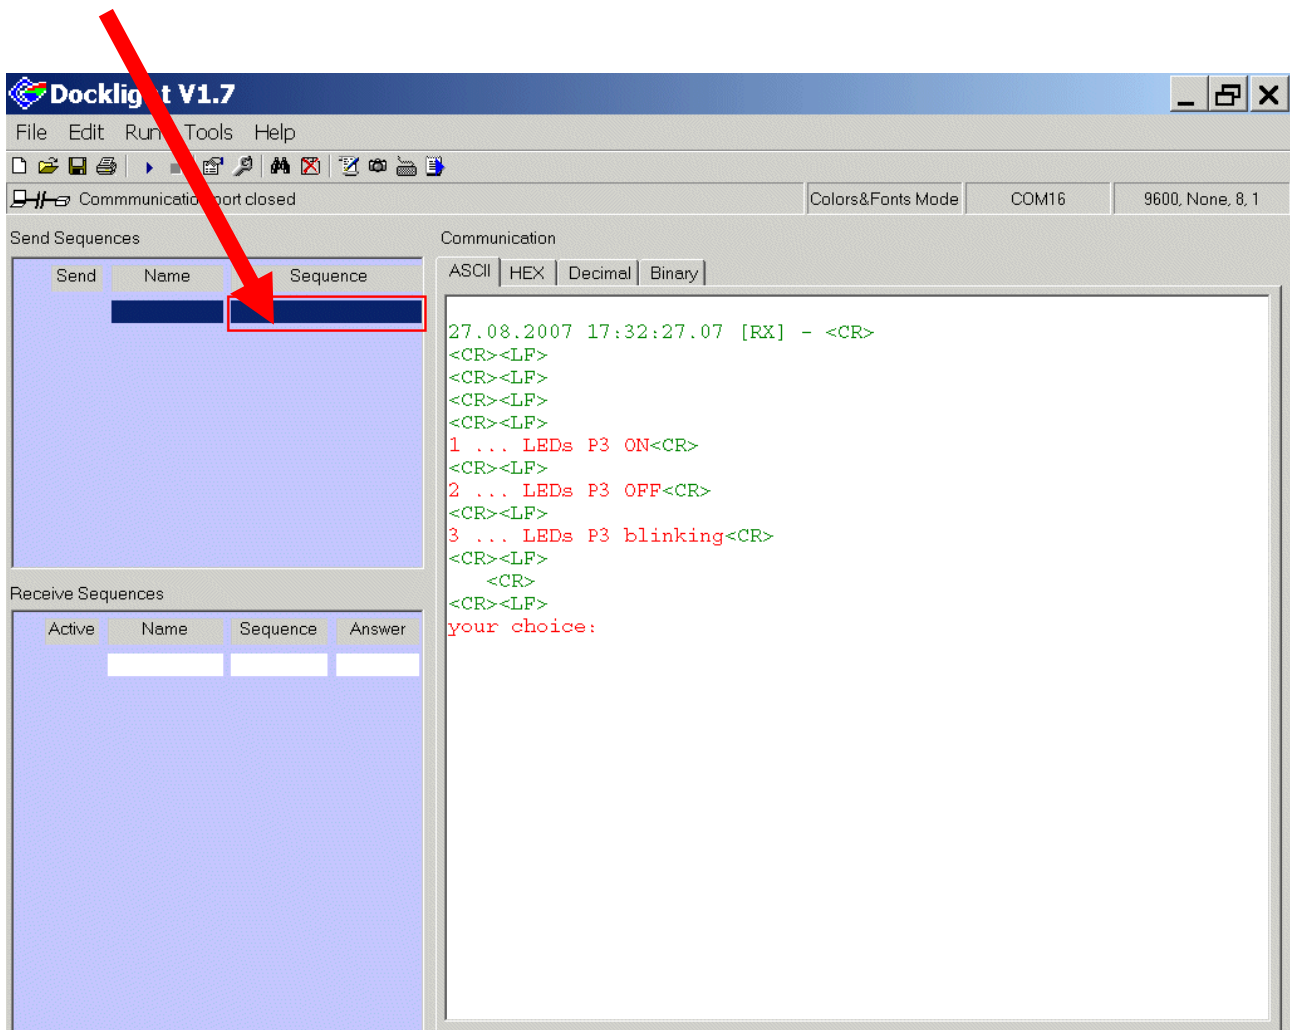 Docklight V1.7
File Edit Run Tools Help
Commmunication port closed
Colors&Fonts Mode
COM16
9600, None, 8, 1
Send Sequences
Send Name Sequence
Receive Sequences
Active Name Sequence Answer
Communication
ASCII HEX Decimal Binary
27.08.2007 17:32:27.07 [RX] - <CR>
<CR><LF>
<CR><LF>
<CR><LF>
<CR><LF>
1 ... LEDs P3 ON<CR>
<CR><LF>
2 ... LEDs P3 OFF<CR>
<CR><LF>
3 ... LEDs P3 blinking<CR>
<CR><LF>
<CR>
<CR><LF>
your choice: